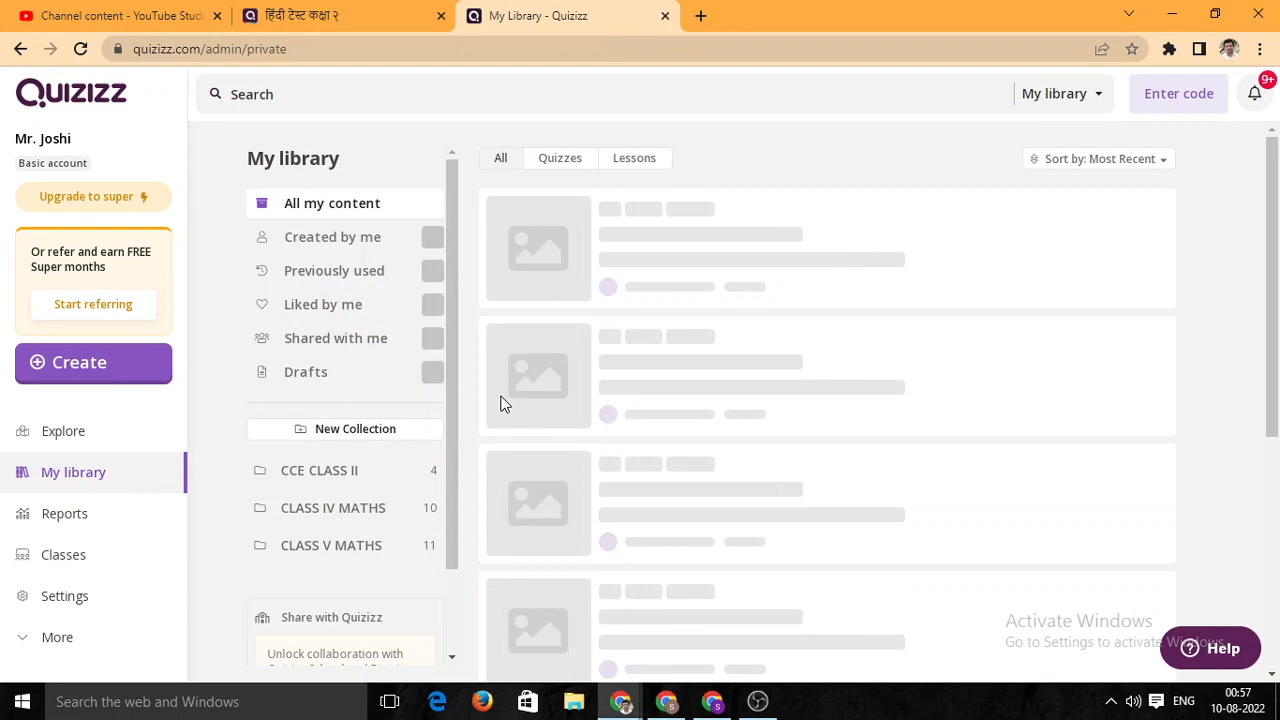 Channel content - YouTube Stud
हिंदी टेस्ट कक्षा २
My Library - Quizizz
quizizz.com/admin/private
QUIZIZZ
Search
My library
Enter code
9+
Mr. Joshi
Basic account
Upgrade to super
Or refer and earn FREE
Super months
Start referring
Create
Explore
My library
Reports
Classes
Settings
More
My library
All my content
Created by me
Previously used
Liked by me
Shared with me
Drafts
New Collection
CCE CLASS II 4
CLASS IV MATHS 10
CLASS V MATHS 11
Share with Quizizz
Unlock collaboration with
All
Quizzes
Lessons
Sort by: Most Recent
Activate Windows
Go to Settings to activate Windows.
Help
Search the web and Windows
ENG
00:57
10-08-2022